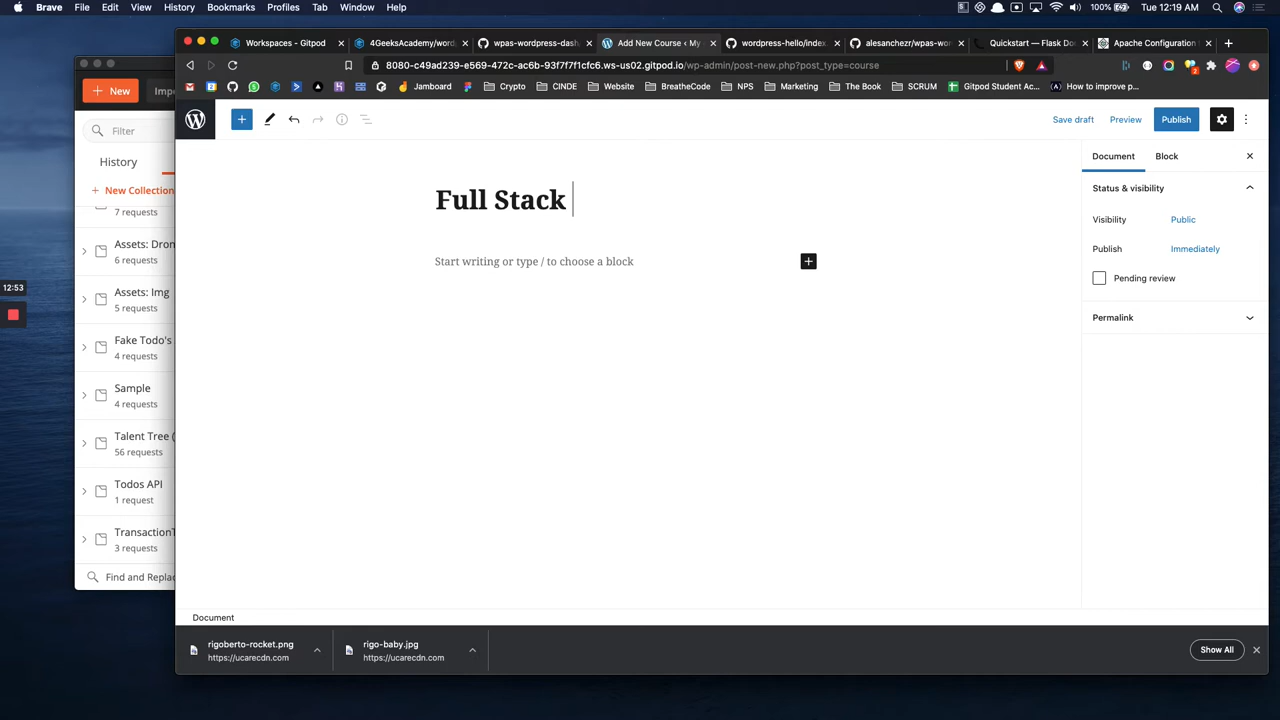 Brave File Edit View History Bookmarks Profiles Tab Window Help
100% Tue 12:19 AM
Workspaces - Gitpod
4GeeksAcademy/wordp
wpas-wordpress-dash
Add New Course ‹ My
wordpress-hello/index.
alesanchezr/wpas-wor
Quickstart — Flask Do
Apache Configuration
8080-c49ad239-e569-472c-ac6b-93f7f7f1cfc6.ws-us02.gitpod.io/wp-admin/post-new.php?post_type=course
2
Jamboard Crypto CINDE Website BreatheCode NPS Marketing The Book SCRUM Gitpod Student Ac... How to improve p...
New Impo
Filter
History
New Collection
7 requests
Assets: Dron
6 requests
Assets: Img
5 requests
Fake Todo's
4 requests
Sample
4 requests
Talent Tree (
56 requests
Todos API
1 request
TransactionT
3 requests
Find and Replac
12:53
Save draft Preview Publish
Full Stack
Start writing or type / to choose a block
Document Block
Status & visibility
Visibility Public
Publish Immediately
Pending review
Permalink
Document
rigoberto-rocket.png
https://ucarecdn.com
rigo-baby.jpg
https://ucarecdn.com
Show All